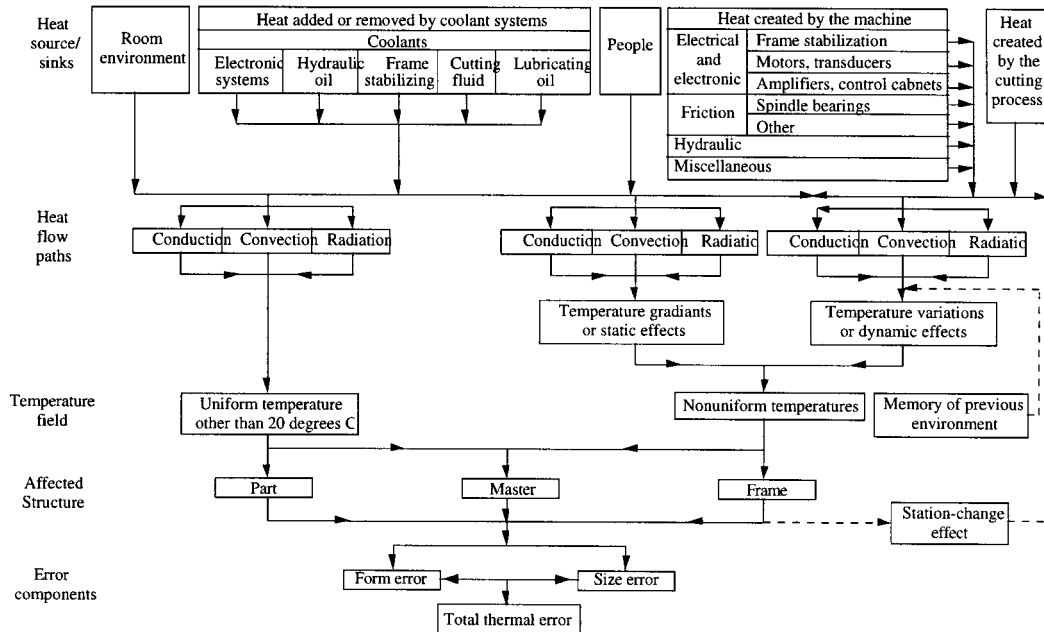 Heat
source/
sinks
Room
environment
Heat added or removed by coolant systems
Coolants
Electronic
systems
Hydraulic
oil
Frame
stabilizing
Cutting
fluid
Lubricating
oil
People
Heat created by the machine
Electrical
and
electronic
Frame stabilization
Motors, transducers
Amplifiers, control cabnets
Friction
Spindle bearings
Other
Hydraulic
Miscellaneous
Heat
created
by the
cutting
process
Heat
flow
paths
Conduction
Convection
Radiation
Conduction
Convection
Radiation
Conduction
Convection
Radiatic
Temperature gradiants
or static effects
Temperature variations
or dynamic effects
Temperature
field
Uniform temperature
other than 20 degrees C
Nonuniform temperatures
Memory of previous
environment
Affected
Structure
Part
Master
Frame
Station-change
effect
Error
components
Form error
Size error
Total thermal error